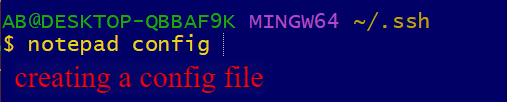 AB@DESKTOP-QBBAF9K MINGW64 ~/.ssh
$ notepad config
creating a config file